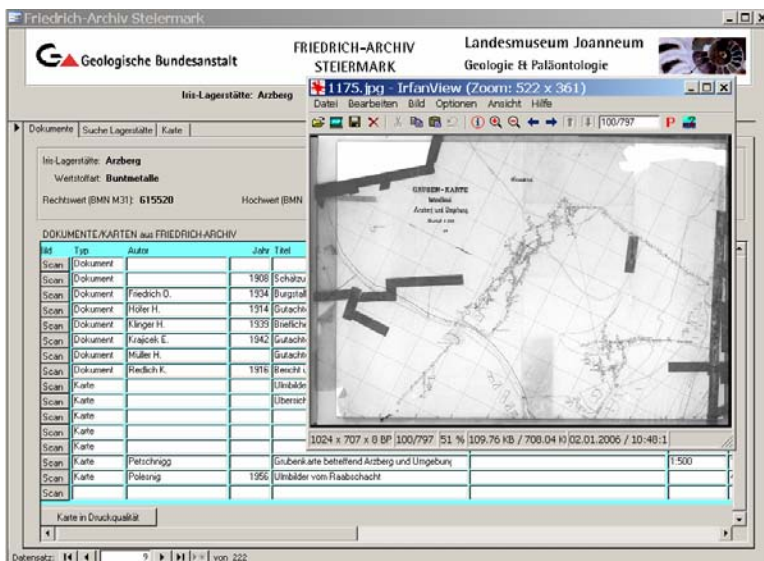 Friedrich-Archiv Steiermark
Geologische Bundesanstalt
FRIEDRICH-ARCHIV
STEIERMARK
Landesmuseum Joanneum
Geologie & Paläontologie
Iris-Lagerstätte: Arzberg
1175.jpg - IrfanView (Zoom: 522 x 361)
Datei Bearbeiten Bild Optionen Ansicht Hilfe
100/797
Dokumente Suche Lagerstätte Karte
Iris-Lagerstätte: Arzberg
Wertstoffart: Buntmetalle
Rechtswert (BMN M31): 615520 Hochwert (BMN
GRUBEN-KARTE
betreffend
Arzberg und Umgebung
DOKUMENTE/KARTEN aus FRIEDRICH-ARCHIV
Bild Typ Autor Jahr Titel
Scan Dokument
Scan Dokument 1908 Schätzu
Scan Dokument Friedrich O. 1934 Burgstall
Scan Dokument Höfer H. 1914 Gutacht
Scan Dokument Klinger H. 1939 Briefliche
Scan Dokument Krajicek E. 1942 Gutacht
Scan Dokument Müller H. Gutacht
Scan Dokument Redlich K. 1916 Bericht
Scan Karte Ulmbilder
Scan Karte Übersich
Scan Karte
Scan Karte
Scan Karte
Scan Karte Petschnigg Grubenkarte betreffend Arzberg und Umgebung 1:500
Scan Karte Polesnig 1956 Ulmbilder vom Raabschacht
Scan
1024 x 707 x 8 BP 100/797 51 % 109.76 KB / 708.04 K 02.01.2006 / 10:48:1
Karte in Druckqualität
Datensatz: 9 von 222